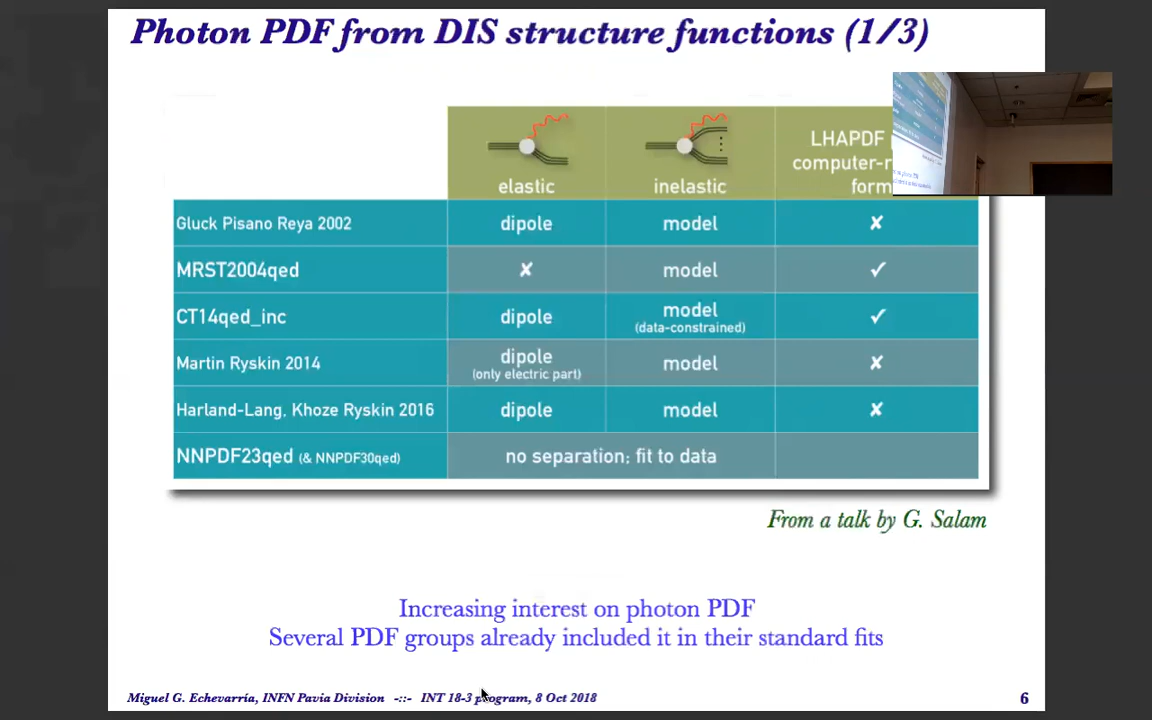 Photon PDF from DIS structure functions (1/3)
elastic
inelastic
LHAPDF
form
Gluck Pisano Reya 2002 dipole model ✘
MRST2004qed ✘ model ✓
CT14qed_inc dipole model (data-constrained) ✓
Martin Ryskin 2014 dipole (only electric part) model ✘
Harland-Lang, Khoze Ryskin 2016 dipole model ✘
NNPDF23qed (& NNPDF30qed) no separation; fit to data
From a talk by G. Salam
Increasing interest on photon PDF
Several PDF groups already included it in their standard fits
Miguel G. Echevarría, INFN Pavia Division -::- INT 18-3 program, 8 Oct 2018
6